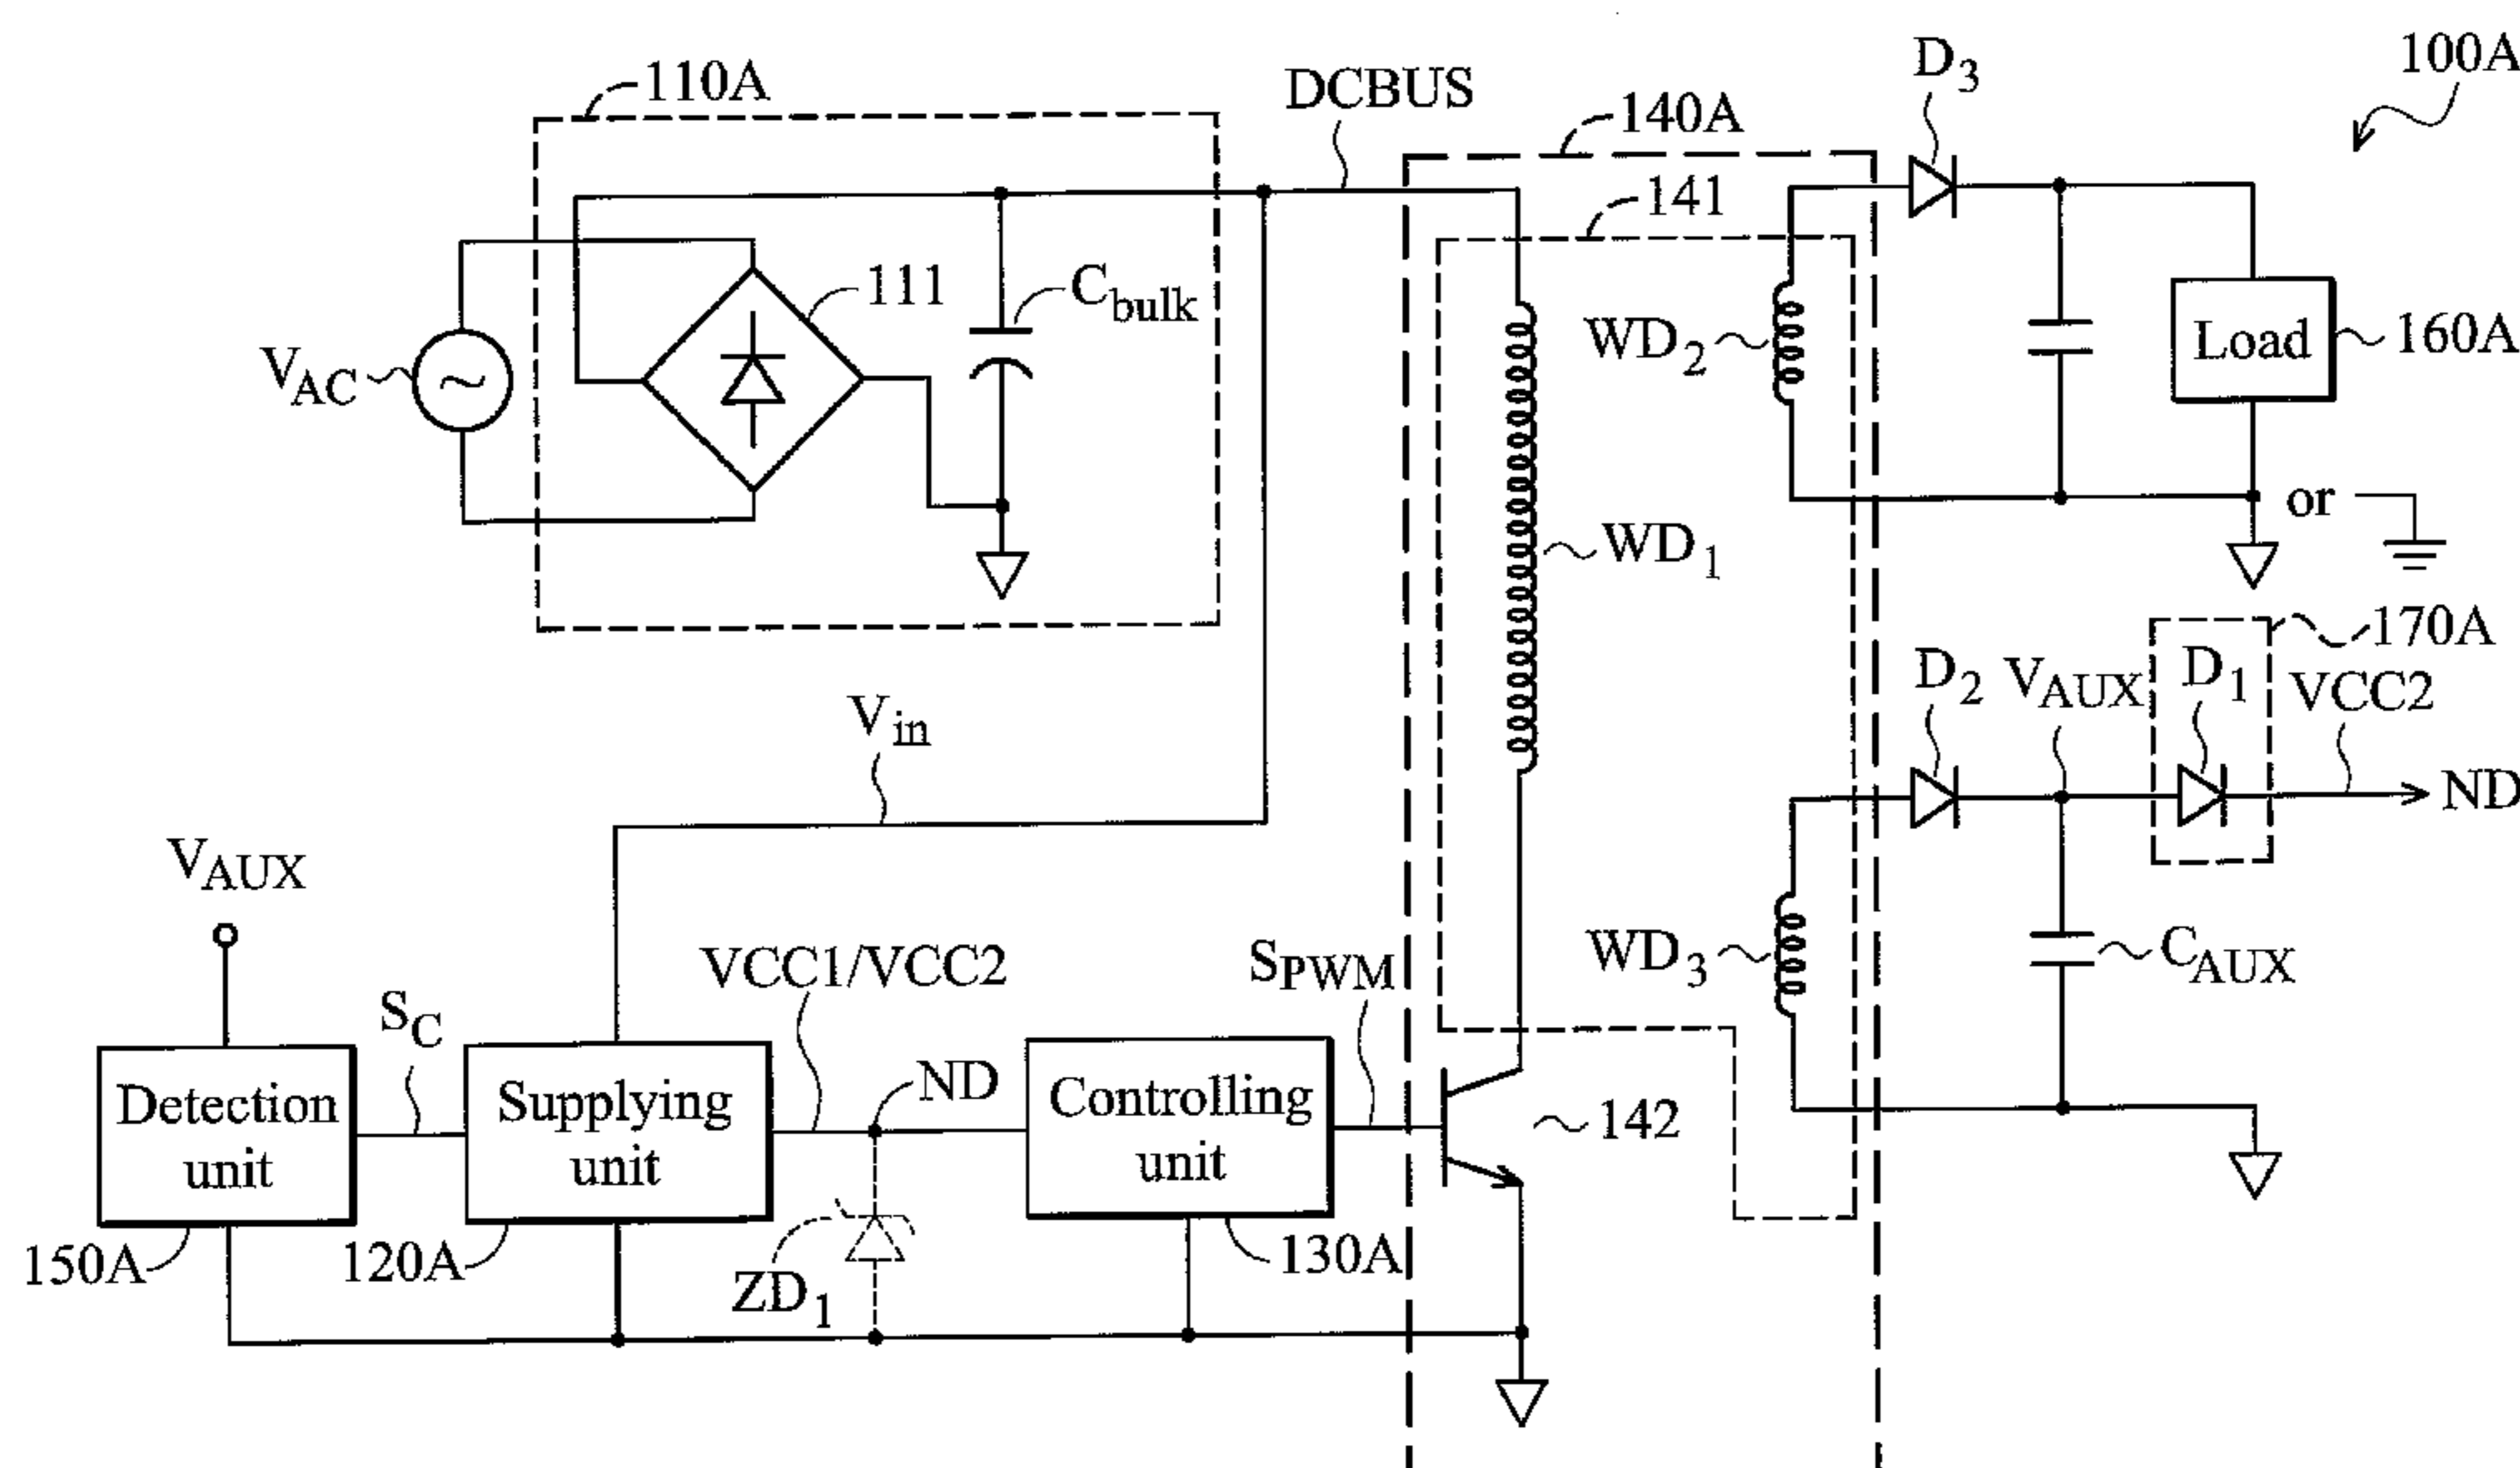 100A
D3
110A
DCBUS
140A
141
111
Cbulk
VAC
WD2
Load
160A
or
WD1
170A
D2
VAUX
D1
VCC2
ND
Vin
VAUX
SC
VCC1/VCC2
ND
SPWM
WD3
CAUX
Detection unit
Supplying unit
Controlling unit
142
150A
120A
ZD1
130A